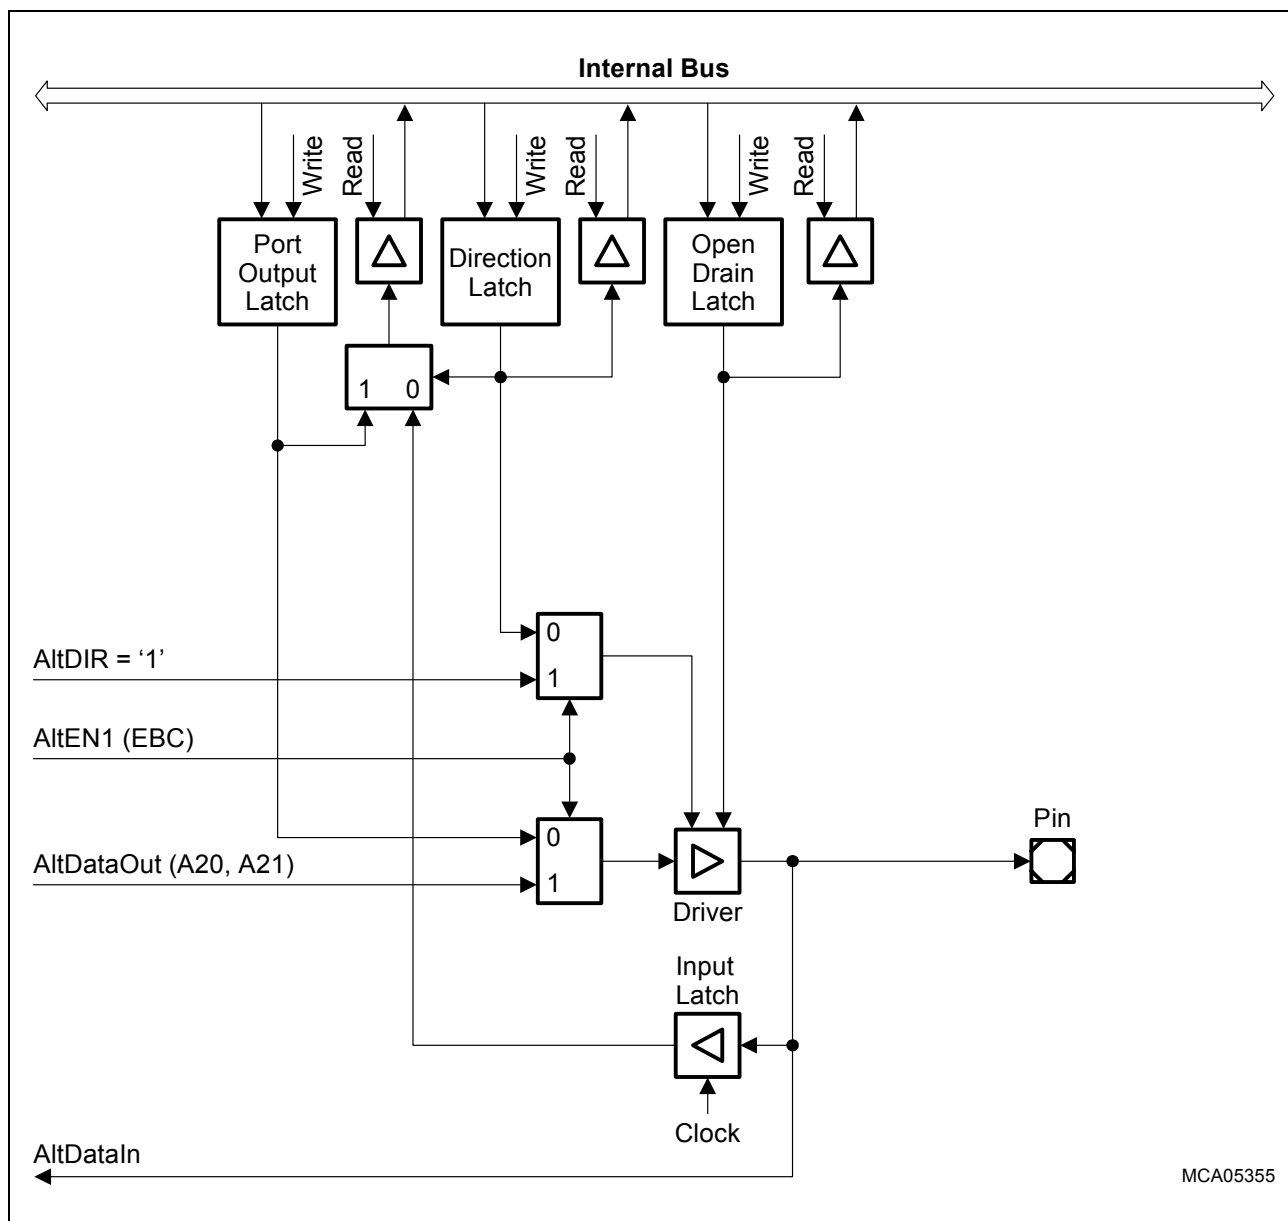 Internal Bus
Write
Read
Write
Read
Write
Read
Port
Output
Latch
Direction
Latch
Open
Drain
Latch
1 0
0
AltDIR = ‘1’
1
AltEN1 (EBC)
0
AltDataOut (A20, A21)
1
Pin
Driver
Input
Latch
Clock
AltDataIn
MCA05355